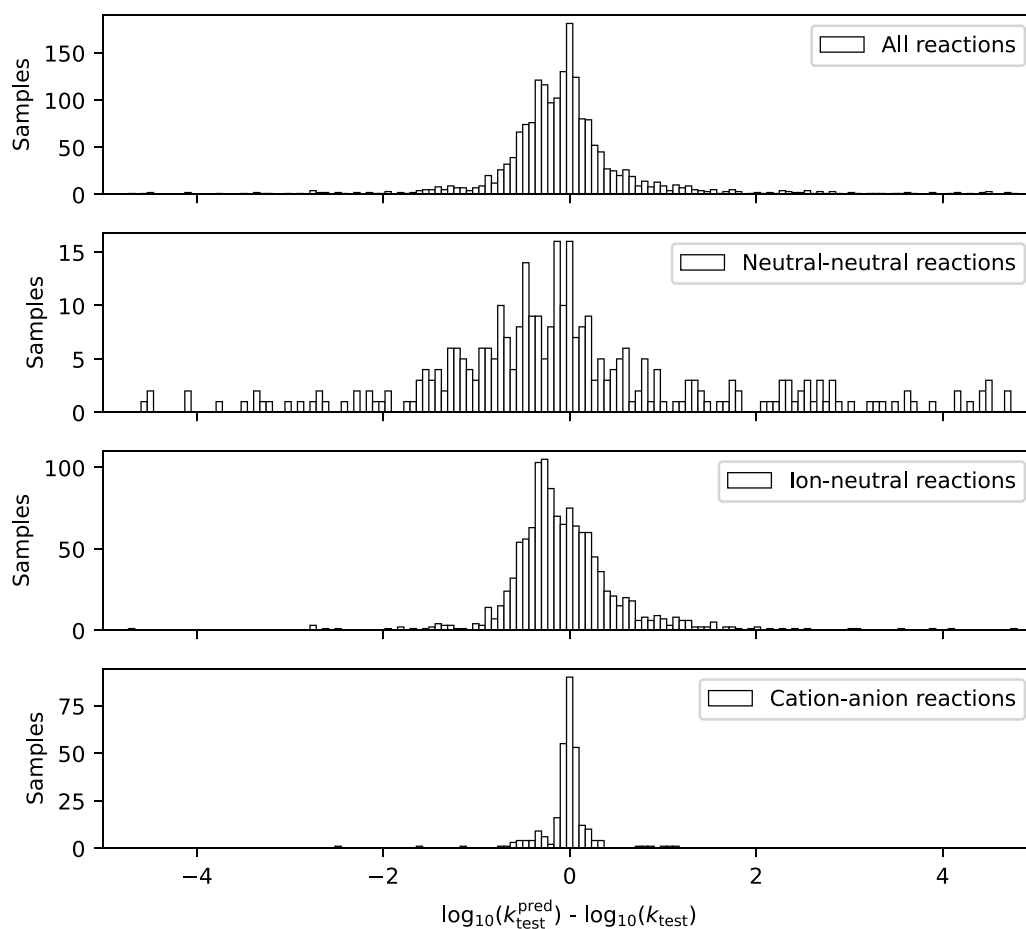 All reactions
Samples
150
100
50
0
Neutral-neutral reactions
Samples
15
10
5
0
Ion-neutral reactions
Samples
100
50
0
Cation-anion reactions
Samples
75
50
25
0
−4 −2 0 2 4
log₁₀(k_test^pred) - log₁₀(k_test)